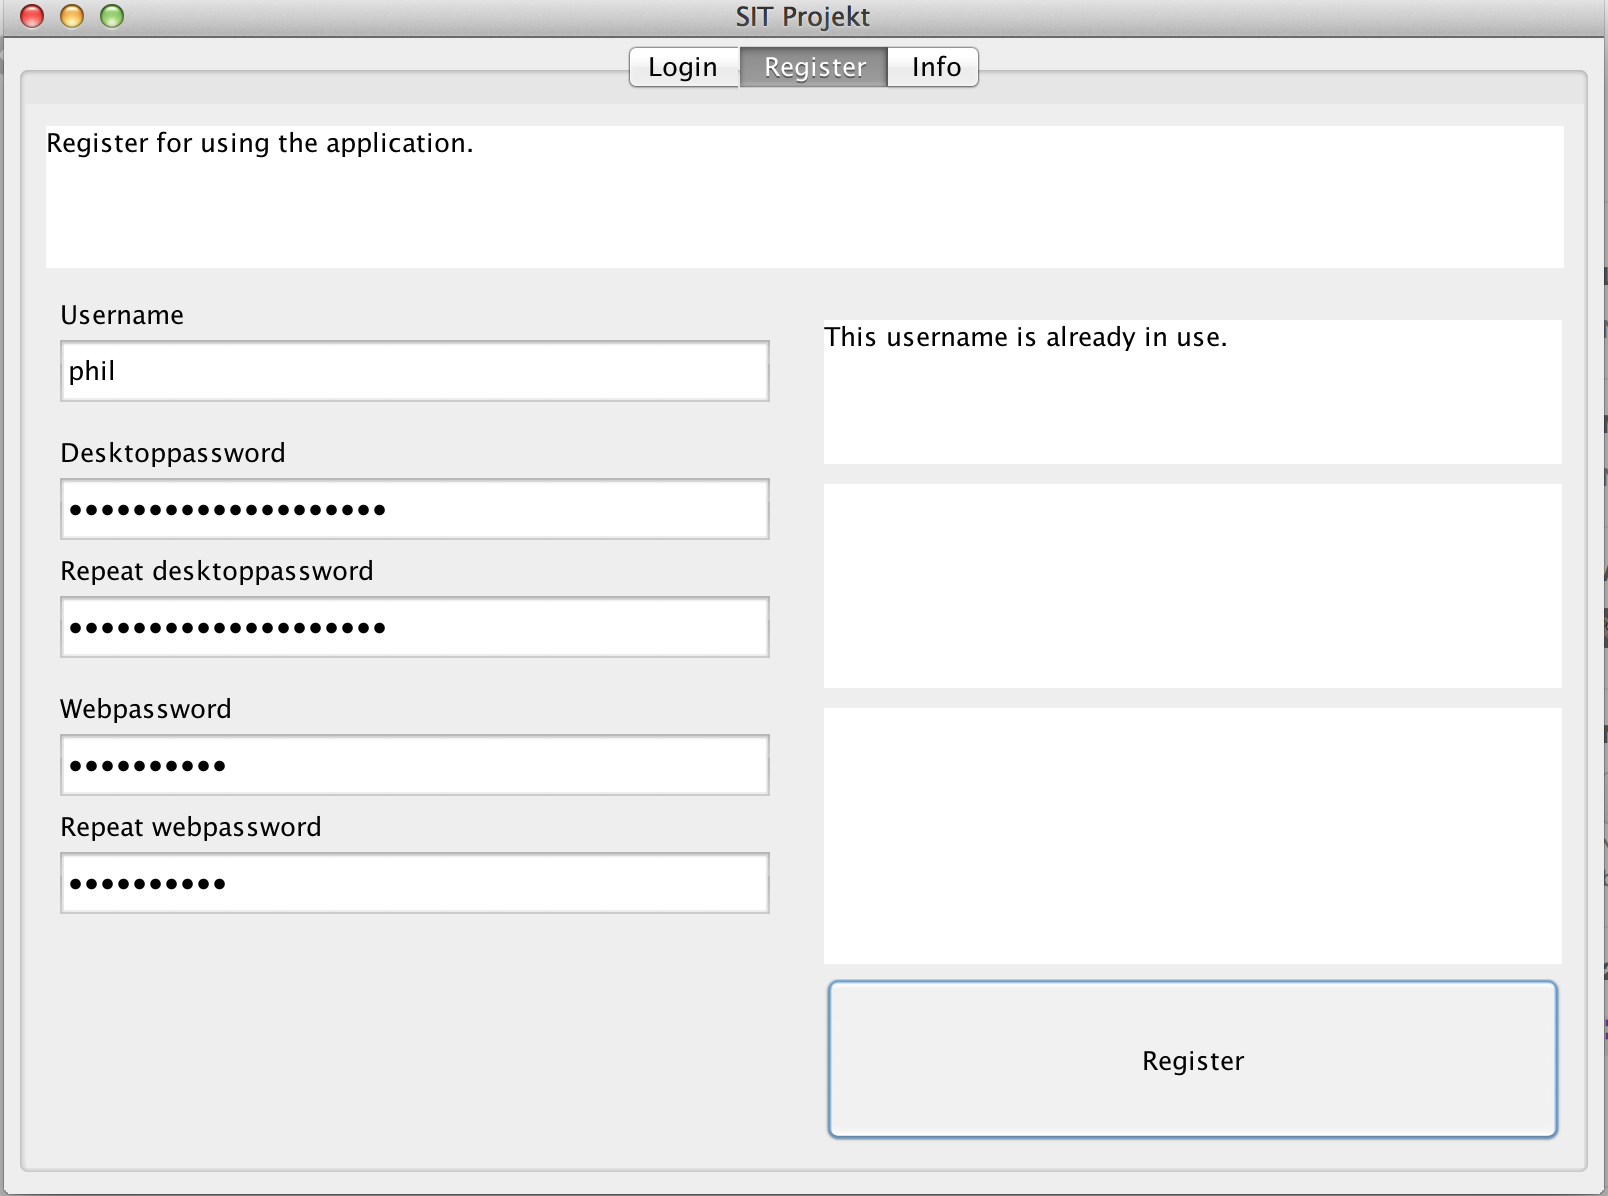 SIT Projekt
Login
Register
Info
Register for using the application.
Username
phil
This username is already in use.
Desktoppassword
••••••••••••••••••••
Repeat desktoppassword
••••••••••••••••••••
Webpassword
••••••••••
Repeat webpassword
••••••••••
Register